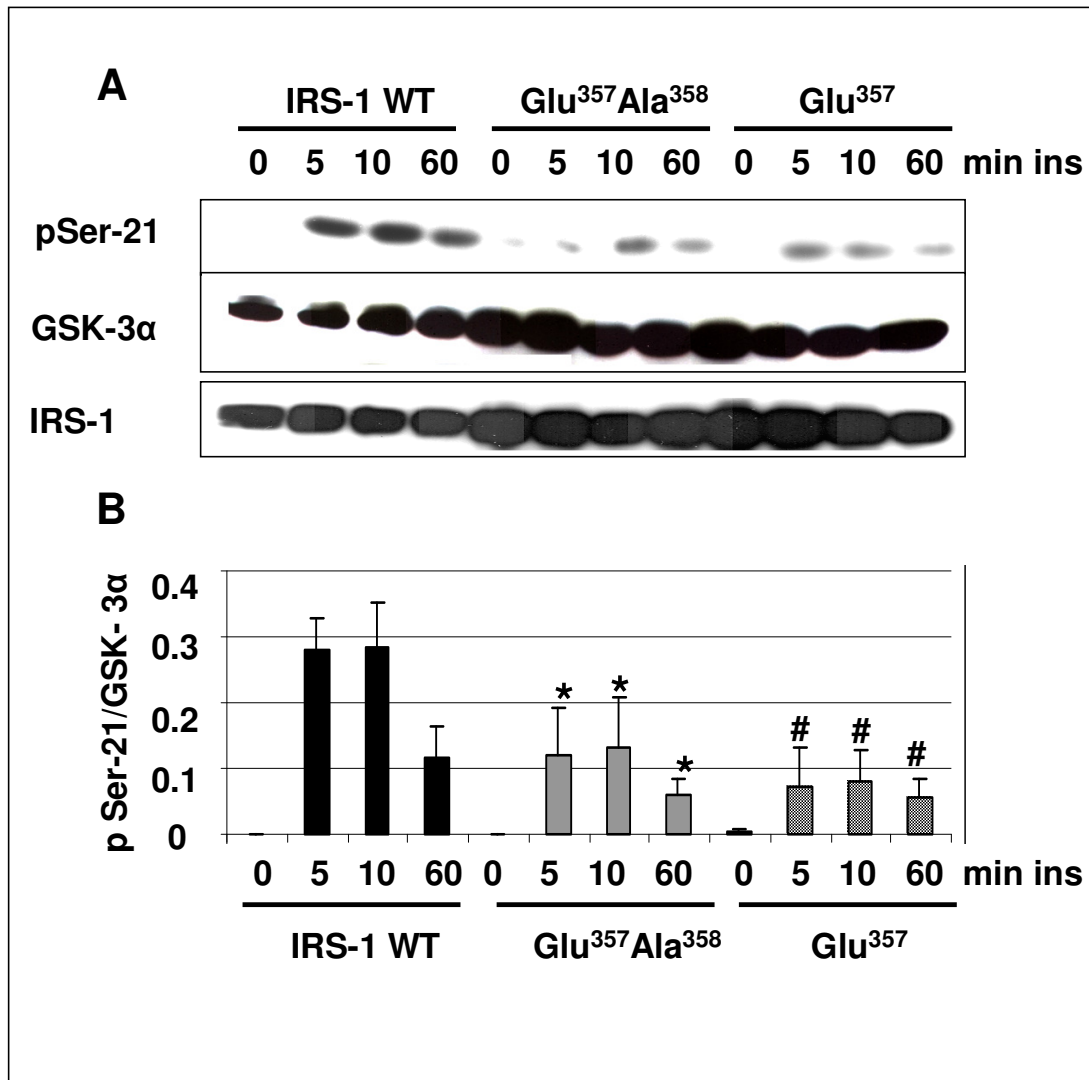 A
IRS-1 WT Glu³⁵⁷Ala³⁵⁸ Glu³⁵⁷
0 5 10 60 0 5 10 60 0 5 10 60 min ins
pSer-21
GSK-3α
IRS-1
B
p Ser-21/GSK- 3α
0.4
0.3
0.2
0.1
0
* * * # # #
0 5 10 60 0 5 10 60 0 5 10 60 min ins
IRS-1 WT Glu³⁵⁷Ala³⁵⁸ Glu³⁵⁷